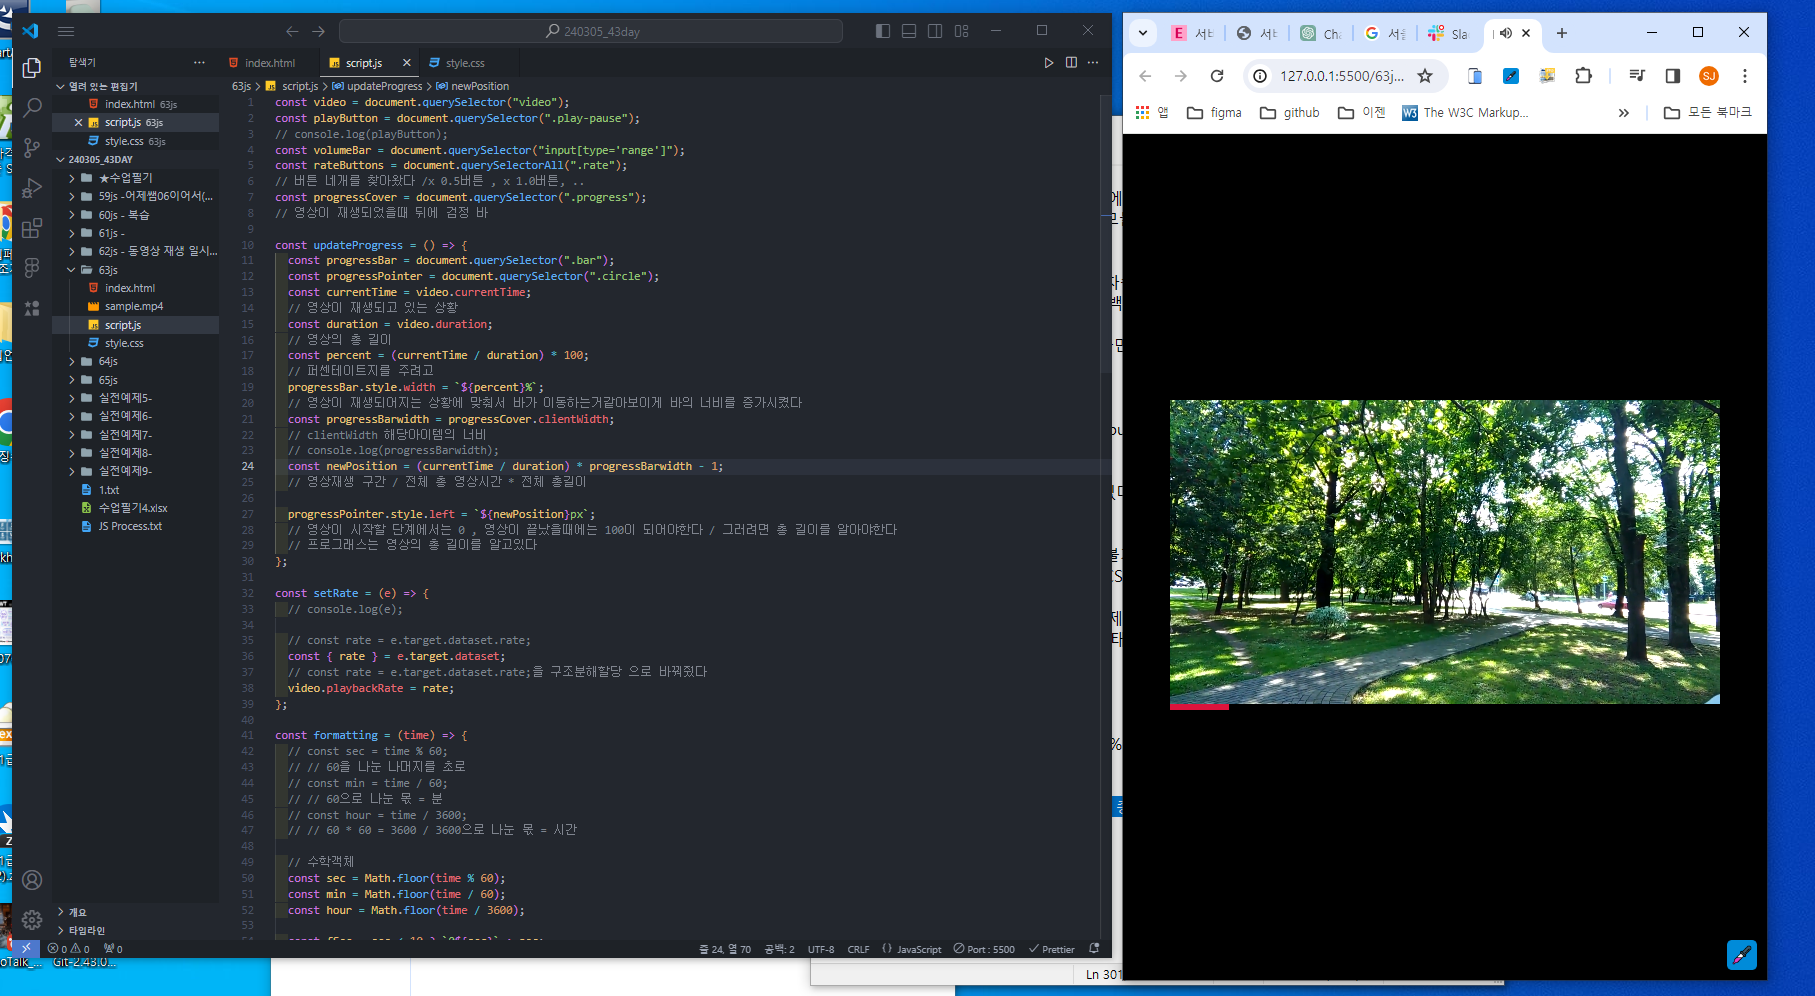 240305_43day
탐색기
열려 있는 편집기
index.html 63js
script.js 63js
style.css 63js
240305_43DAY
★수업필기
59js -어제쌤06이어서(...
60js - 복습
61js -
62js - 동영상 재생 일시...
63js
index.html
sample.mp4
script.js
style.css
64js
65js
실전예제5-
실전예제6-
실전예제7-
실전예제8-
실전예제9-
1.txt
수업필기4.xlsx
JS Process.txt
개요
타임라인
index.html
script.js
style.css
63js > script.js > updateProgress > newPosition
1 const video = document.querySelector("video");
2 const playButton = document.querySelector(".play-pause");
3 // console.log(playButton);
4 const volumeBar = document.querySelector("input[type='range']");
5 const rateButtons = document.querySelectorAll(".rate");
6 // 버튼 네개를 찾아왔다 /x 0.5버튼 , x 1.0버튼, ..
7 const progressCover = document.querySelector(".progress");
8 // 영상이 재생되었을때 뒤에 검정 바
9
10 const updateProgress = () => {
11 const progressBar = document.querySelector(".bar");
12 const progressPointer = document.querySelector(".circle");
13 const currentTime = video.currentTime;
14 // 영상이 재생되고 있는 상황
15 const duration = video.duration;
16 // 영상의 총 길이
17 const percent = (currentTime / duration) * 100;
18 // 퍼센테이트지를 주려고
19 progressBar.style.width = `${percent}%`;
20 // 영상이 재생되어지는 상황에 맞춰서 바가 이동하는거같아보이게 바의 너비를 증가시켰다
21 const progressBarwidth = progressCover.clientWidth;
22 // clientWidth 해당아이템의 너비
23 // console.log(progressBarwidth);
24 const newPosition = (currentTime / duration) * progressBarwidth - 1;
25 // 영상재생 구간 / 전체 총 영상시간 * 전체 총길이
26
27 progressPointer.style.left = `${newPosition}px`;
28 // 영상이 시작할 단계에서는 0 , 영상이 끝났을때에는 100이 되어야한다 / 그러려면 총 길이를 알아야한다
29 // 프로그래스는 영상의 총 길이를 알고있다
30 };
31
32 const setRate = (e) => {
33 // console.log(e);
34
35 // const rate = e.target.dataset.rate;
36 const { rate } = e.target.dataset;
37 // const rate = e.target.dataset.rate;을 구조분해할당 으로 바꿔줬다
38 video.playbackRate = rate;
39 };
40
41 const formatting = (time) => {
42 // const sec = time % 60;
43 // // 60을 나눈 나머지를 초로
44 // const min = time / 60;
45 // // 60으로 나눈 몫 = 분
46 // const hour = time / 3600;
47 // // 60 * 60 = 3600 / 3600으로 나눈 몫 = 시간
48
49 // 수학객체
50 const sec = Math.floor(time % 60);
51 const min = Math.floor(time / 60);
52 const hour = Math.floor(time / 3600);
53
0 0 0
줄 24, 열 70 공백: 2 UTF-8 CRLF {} JavaScript Port : 5500 Prettier
Git-2.43.0...
Ln 301
Sla
127.0.0.1:5500/63j...
SJ
앱 figma github 이젠 The W3C Markup... » 모든 북마크